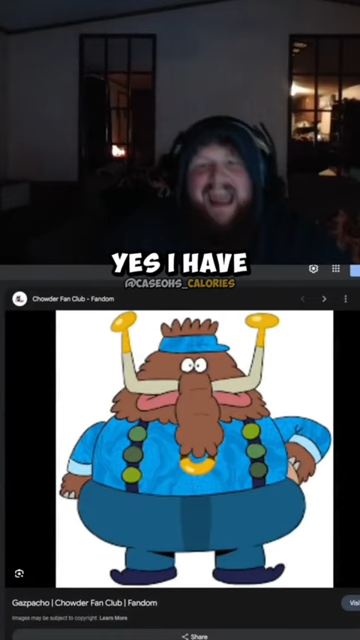 YES I HAVE
@CASEOHS_CALORIES
Chowder Fan Club - Fandom
Gazpacho | Chowder Fan Club | Fandom
Images may be subject to copyright. Learn More
Share